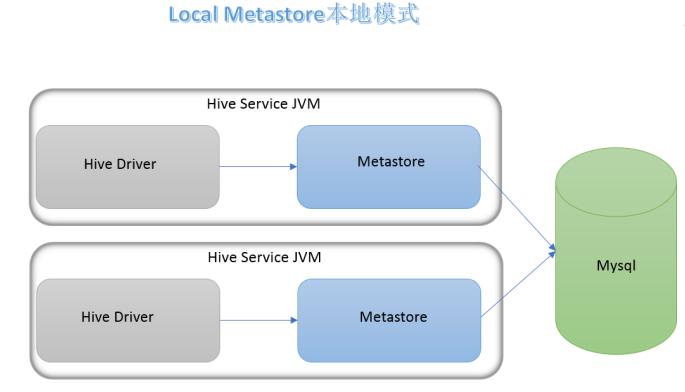 Local Metastore本地模式
Hive Service JVM
Hive Driver
Metastore
Hive Service JVM
Hive Driver
Metastore
Mysql